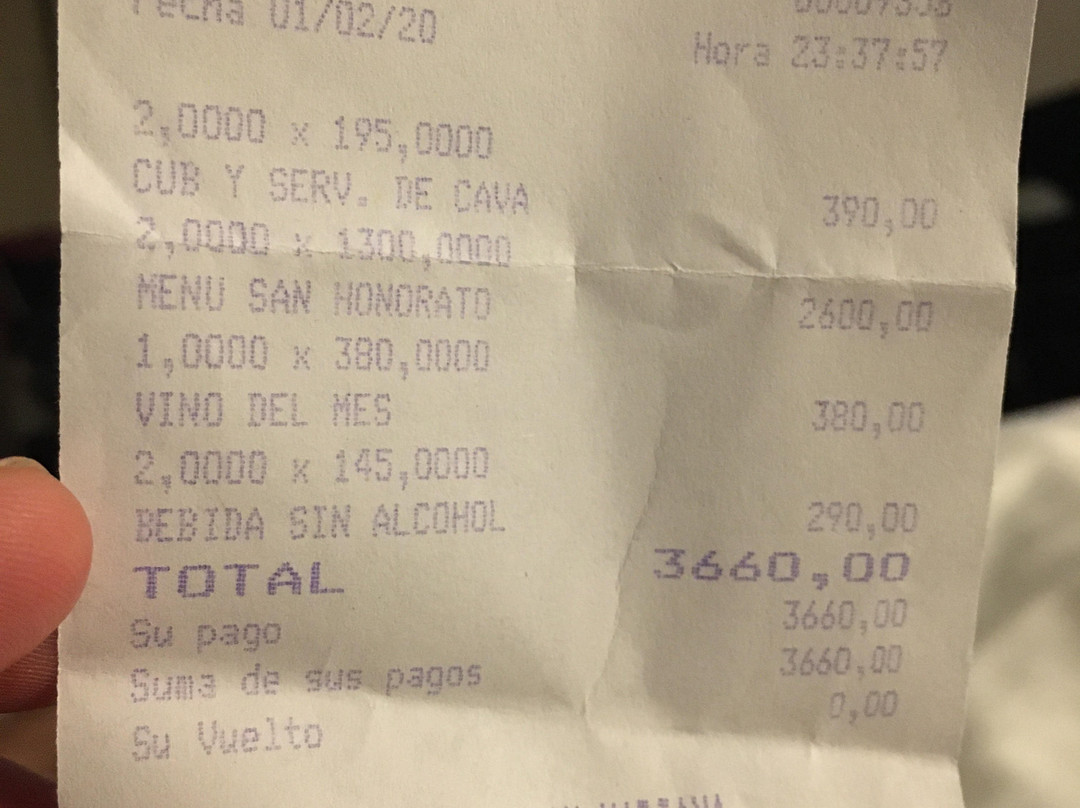 Fecha 01/02/20
Hora 23:37:57
2,0000 x 195,0000
CUB Y SERV. DE CAVA 390,00
2,0000 x 1300,0000
MENU SAN HONORATO 2600,00
1,0000 x 380,0000
VINO DEL MES 380,00
2,0000 x 145,0000
BEBIDA SIN ALCOHOL 290,00
TOTAL 3660,00
Su pago 3660,00
Suma de sus pagos 3660,00
Su Vuelto 0,00